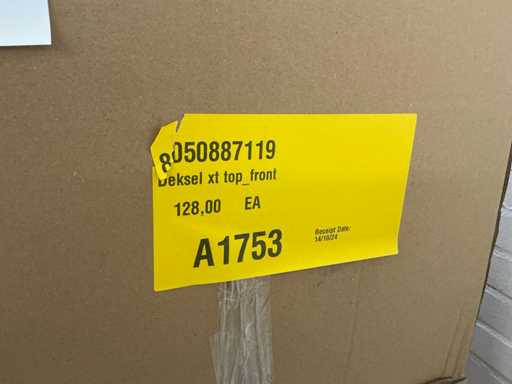 8050887119
Deksel xt top_front
128,00 EA
A1753
Receipt Date:
14/10/24